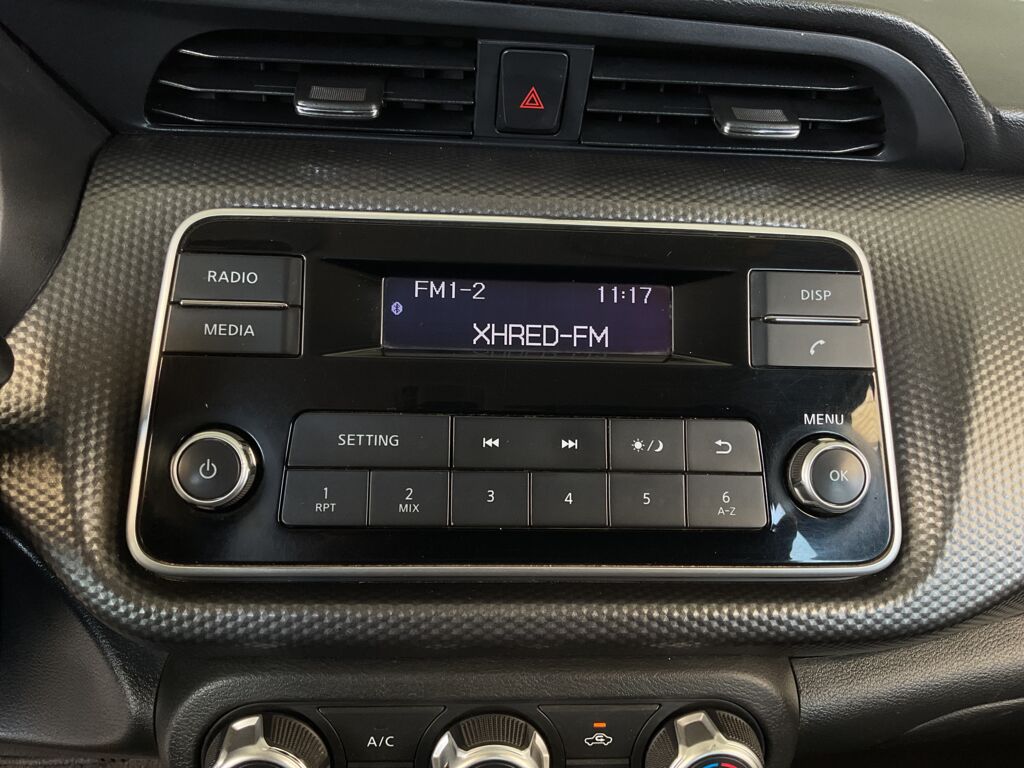 RADIO
MEDIA
FM1-2 11:17
XHRED-FM
DISP
MENU
OK
SETTING
1 RPT
2 MIX
3
4
5
6 A-Z
A/C